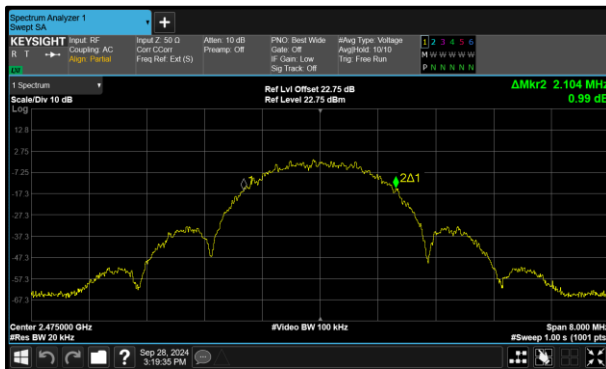 Spectrum Analyzer 1
Swept SA
KEYSIGHT
R T
Input: RF
Coupling: AC
Align: Partial
Input Z: 50 Ω
Corr CCorr
Freq Ref: Ext (S)
Atten: 10 dB
Preamp: Off
PNO: Best Wide
Gate: Off
IF Gain: Low
Sig Track: Off
#Avg Type: Voltage
Avg|Hold: 10/10
Trig: Free Run
1 2 3 4 5 6
M W W W W W
P N N N N N
1 Spectrum
Scale/Div 10 dB
Ref Lvl Offset 22.75 dB
Ref Level 22.75 dBm
ΔMkr2 2.104 MHz
0.99 dB
Log
12.8
2.75
-7.25
-17.3
-27.3
-37.3
-47.3
-57.3
-67.3
1
2Δ1
Center 2.475000 GHz
#Res BW 20 kHz
#Video BW 100 kHz
Span 8.000 MHz
#Sweep 1.00 s (1001 pts)
?
Sep 28, 2024
3:19:35 PM